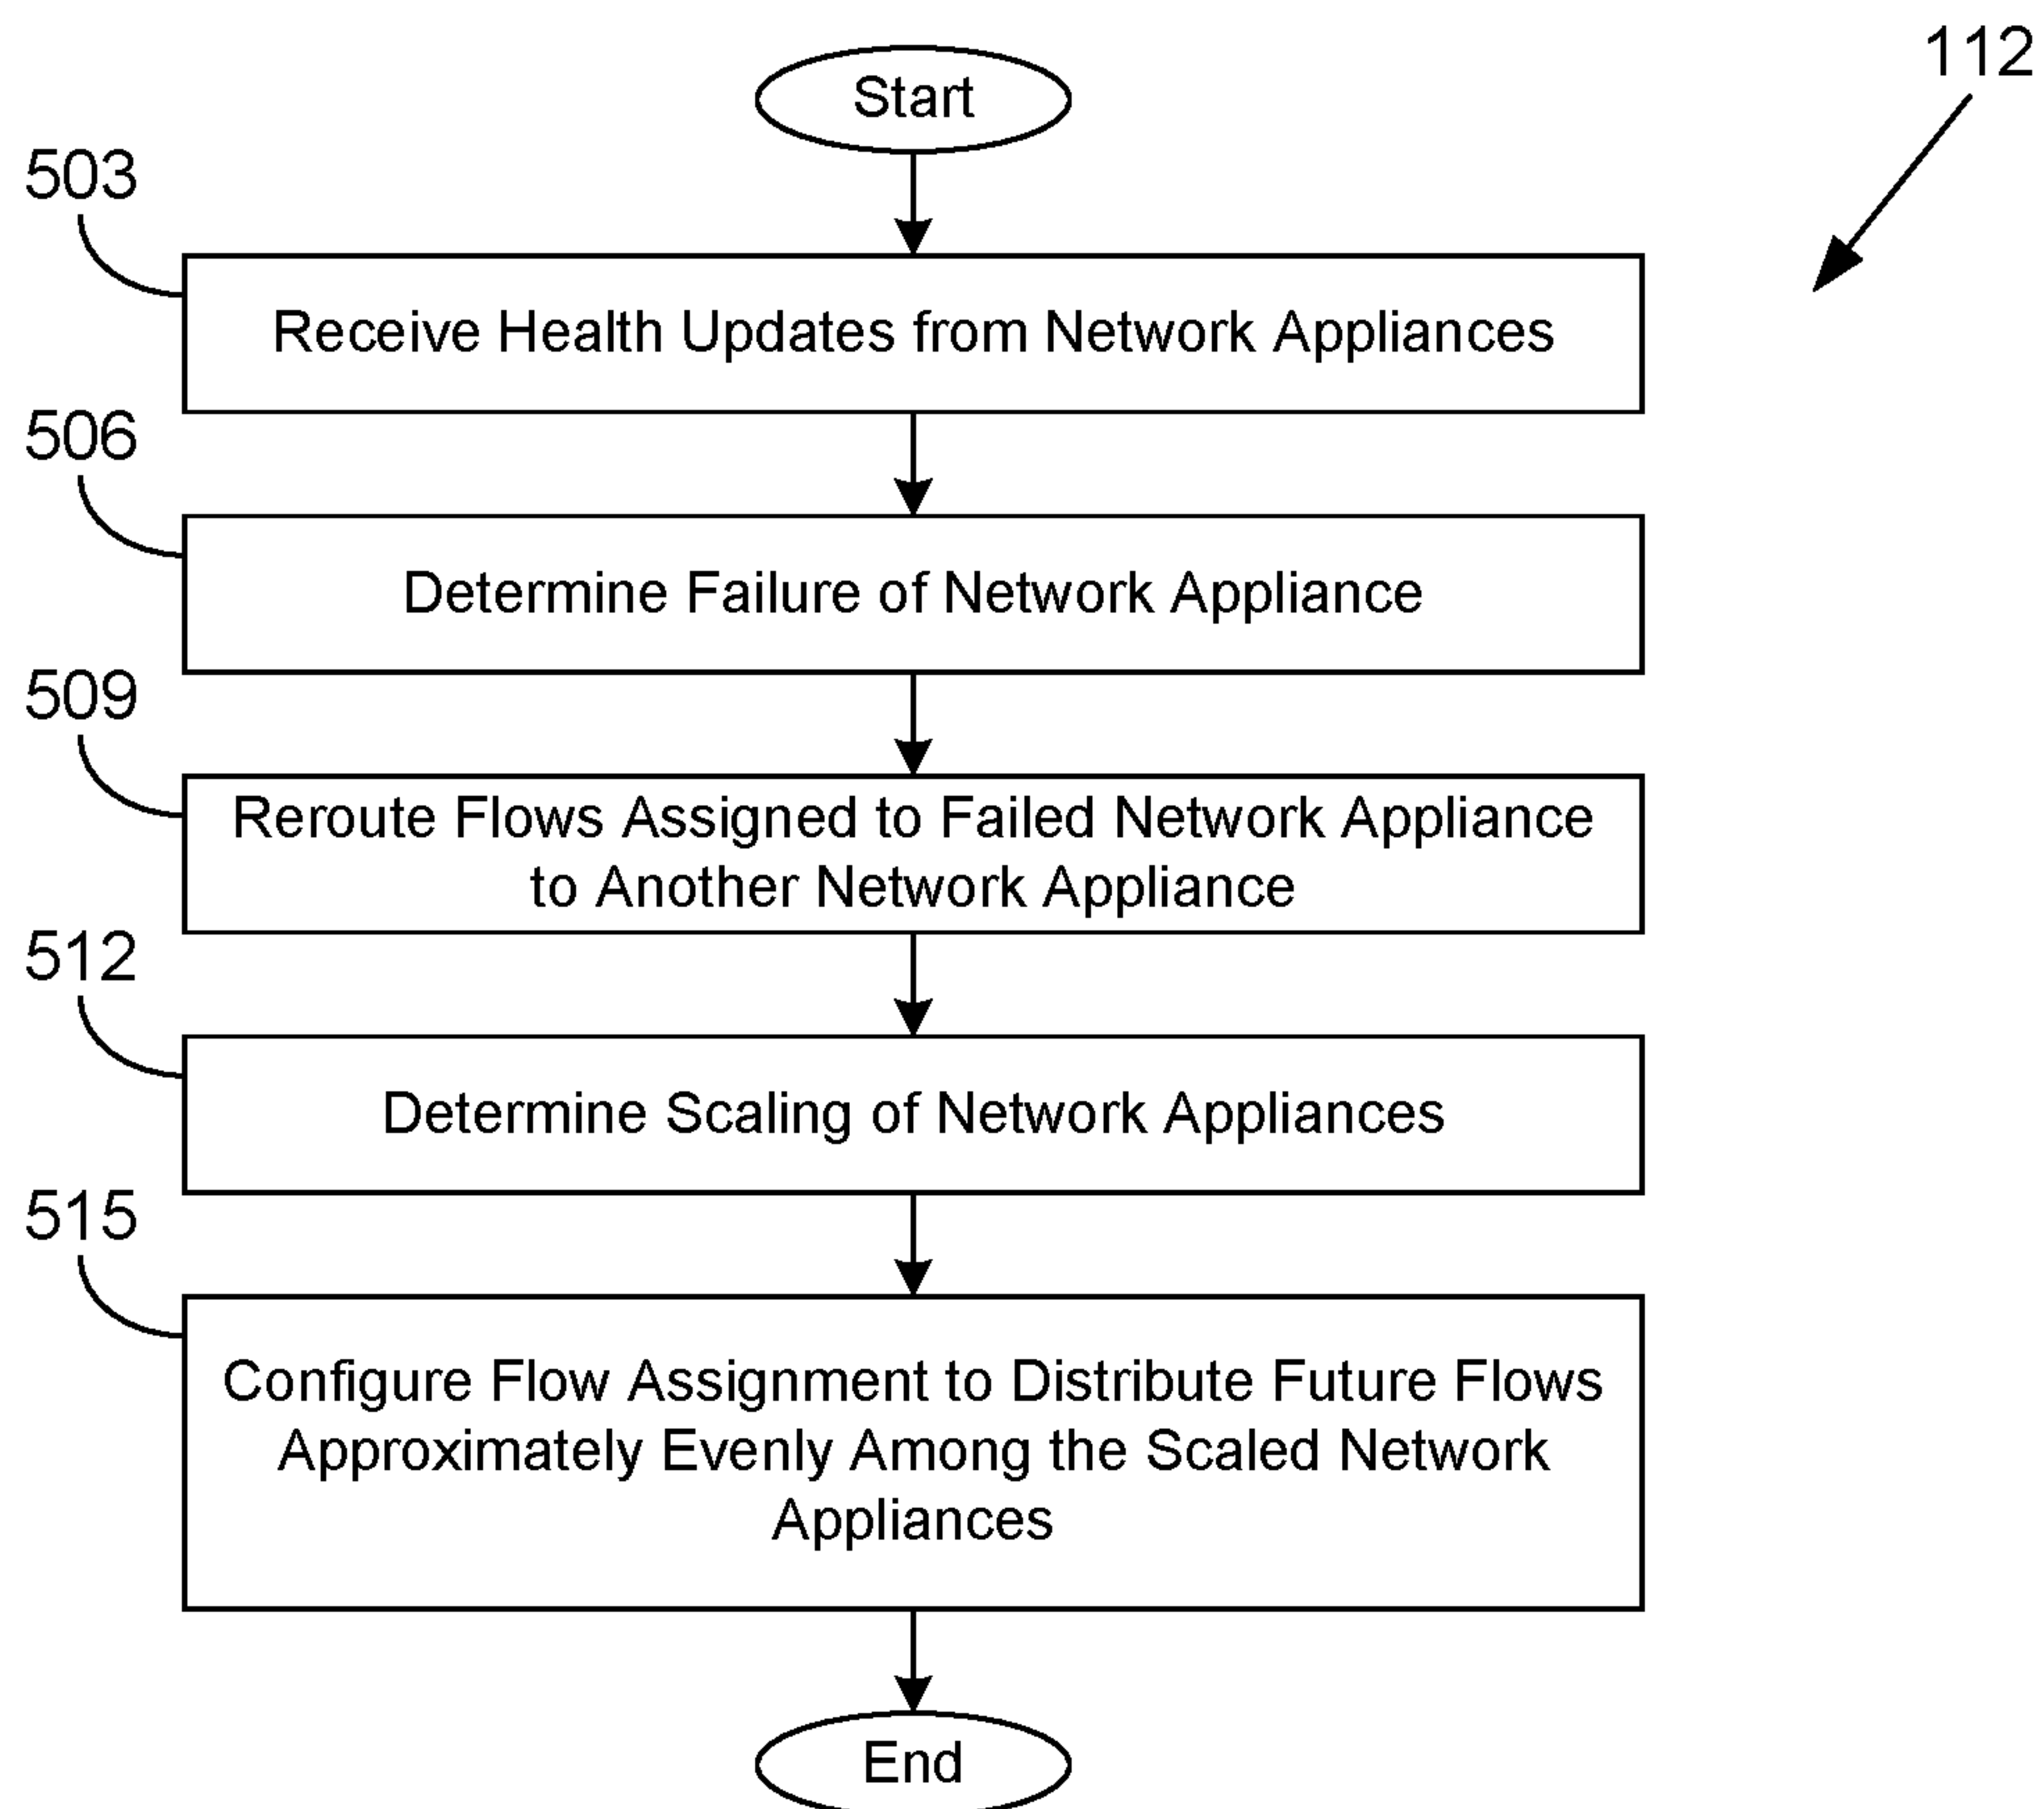 112
Start
503
Receive Health Updates from Network Appliances
506
Determine Failure of Network Appliance
509
Reroute Flows Assigned to Failed Network Appliance
to Another Network Appliance
512
Determine Scaling of Network Appliances
515
Configure Flow Assignment to Distribute Future Flows
Approximately Evenly Among the Scaled Network
Appliances
End